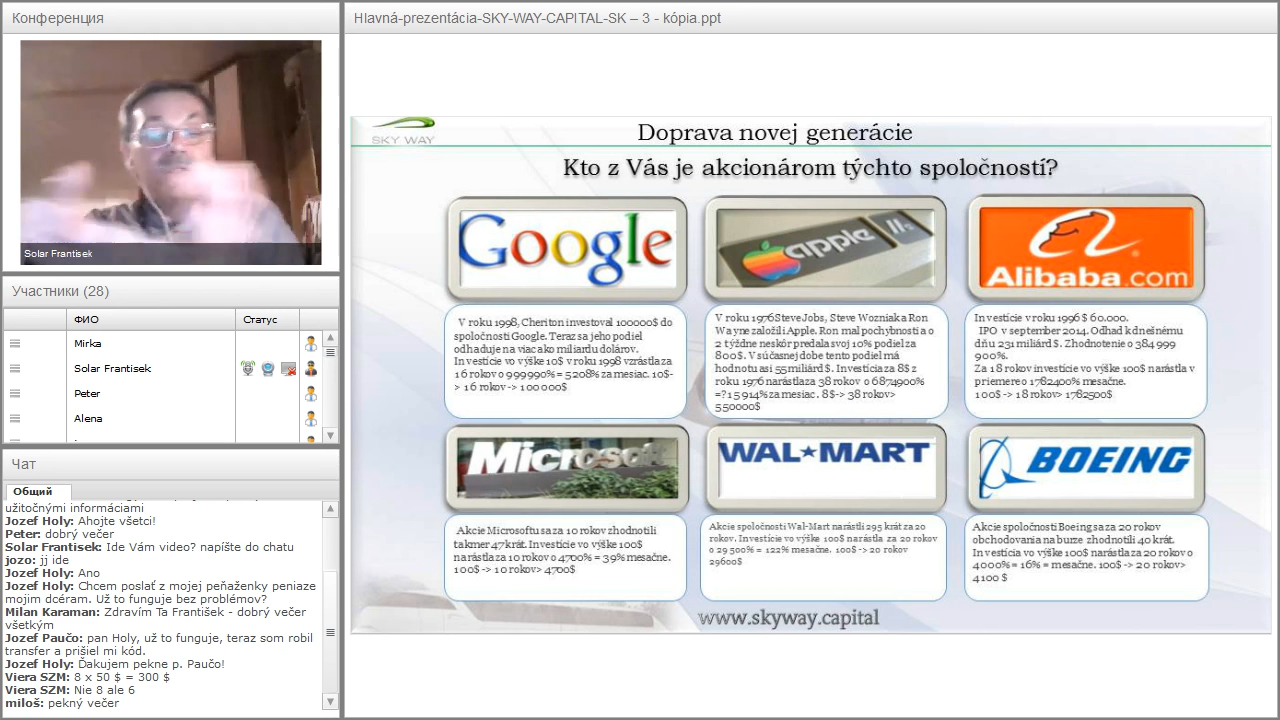 Конференция
Solar Frantisek
Участники (28)
ФИО
Статус
Mirka
Solar Frantisek
Peter
Alena
Чат
Общий
užitočnými informáciami
Jozef Holy: Ahojte všetci!
Peter: dobrý večer
Solar Frantisek: Ide Vám video? napíšte do chatu
jozo: jj ide
Jozef Holy: Ano
Jozef Holy: Chcem poslať z mojej peňaženky peniaze
mojim dcéram. Už to funguje bez problémov?
Milan Karaman: Zdravím Ta František - dobrý večer
všetkým
Jozef Paučo: pan Holy, už to funguje, teraz som robil
transfer a prišiel mi kód.
Jozef Holy: Ďakujem pekne p. Paučo!
Viera SZM: 8 x 50 $ = 300 $
Viera SZM: Nie 8 ale 6
miloš: pekný večer
Hlavná-prezentácia-SKY-WAY-CAPITAL-SK – 3 - kópia.ppt
SKY WAY
Doprava novej generácie
Kto z Vás je akcionárom týchto spoločností?
Google
V roku 1998, Cheriton investoval 100000$ do
spoločnosti Google. Teraz sa jeho podiel
odhaduje na viac ako miliardu dolárov.
Investície vo výške 10$ v roku 1998 vzrástla za
16 rokov o 999990% = 5208% za mesiac. 10$-
> 16 rokov -> 100 000$
apple
V roku 1976 Steve Jobs, Steve Wozniak a Ron
Wayne založili Apple. Ron mal pochybnosti a o
2 týždne neskôr predal a svoj 10% podiel za
800$. V súčasnej dobe tento podiel má
hodnotu asi 55 miliárd $. Investícia za 8$ z
roku 1976 narástla za 38 rokov o 6874900%
=?15 914% za mesiac. 8$-> 38 rokov>
550000$
Alibaba.com
Investície v roku 1996 $ 60.000.
IPO v september 2014. Odhad k dnešnému
dňu 231 miliárd $. Zhodnotenie o 384 999
900%.
Za 18 rokov investície vo výške 100$ narástla v
priemere o 1782400% mesačne.
100$ -> 18 rokov> 1782500$
Microsoft
Akcie Microsoftu sa za 10 rokov zhodnotili
takmer 47 krát. Investície vo výške 100$
narástla za 10 rokov o 4700% = 39% mesačne.
100$ -> 10 rokov> 4700$
WAL★MART
Akcie spoločnosti Wal-Mart narástli 295 krát za 20
rokov. Investície vo výške 100$ narástla za 20 rokov
o 29 500% = 122% mesačne. 100$ -> 20 rokov
29600$
BOEING
Akcie spoločnosti Boeing sa za 20 rokov
obchodovania na burze zhodnotili 40 krát.
Investícia vo výške 100$ narástla za 20 rokov o
4000% = 16% = mesačne. 100$ -> 20 rokov>
4100 $
www.skyway.capital